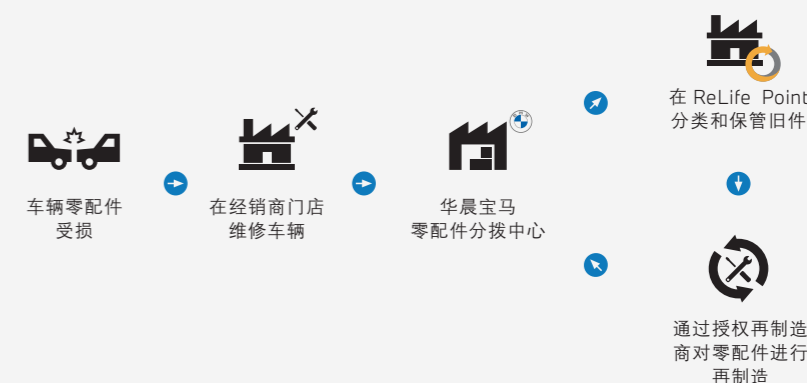 车辆零配件
受损
在经销商门店
维修车辆
华晨宝马
零配件分拨中心
在 ReLife Point
分类和保管旧件
通过授权再制造
商对零配件进行
再制造